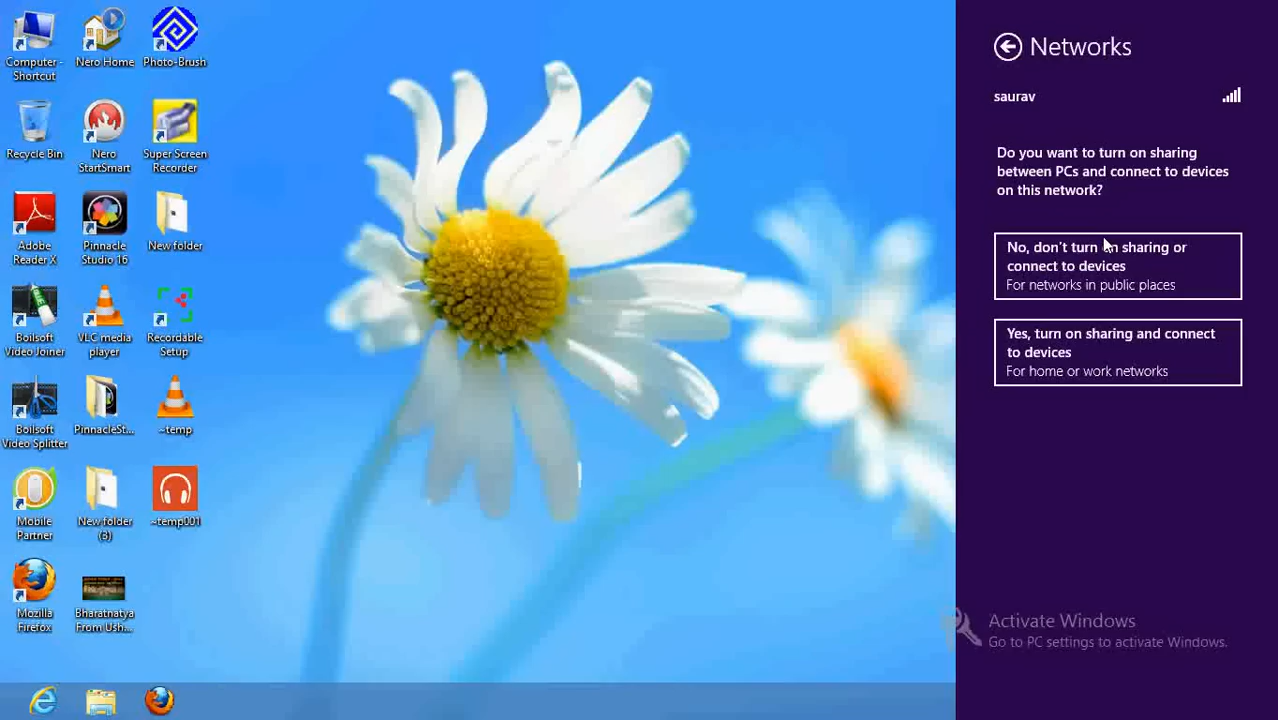 Computer -
Shortcut
Nero Home
Photo-Brush
Recycle Bin
Nero
StartSmart
Super Screen
Recorder
Adobe
Reader X
Pinnacle
Studio 16
New folder
Boilsoft
Video Joiner
VLC media
player
Recordable
Setup
Boilsoft
Video Splitter
PinnacleSt...
~temp
Mobile
Partner
New folder
(3)
~temp001
Mozilla
Firefox
Bharatnatya
From Ush...
Networks
saurav
Do you want to turn on sharing
between PCs and connect to devices
on this network?
No, don't turn on sharing or
connect to devices
For networks in public places
Yes, turn on sharing and connect
to devices
For home or work networks
Activate Windows
Go to PC settings to activate Windows.